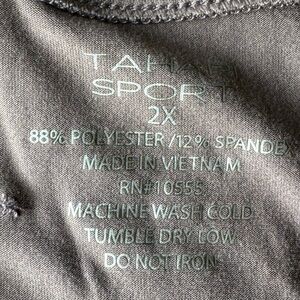 SPORT
2X
88% POLYESTER / 12% SPANDEX
MADE IN VIETNAM
RN#10555
MACHINE WASH COLD
TUMBLE DRY LOW
DO NOT IRON